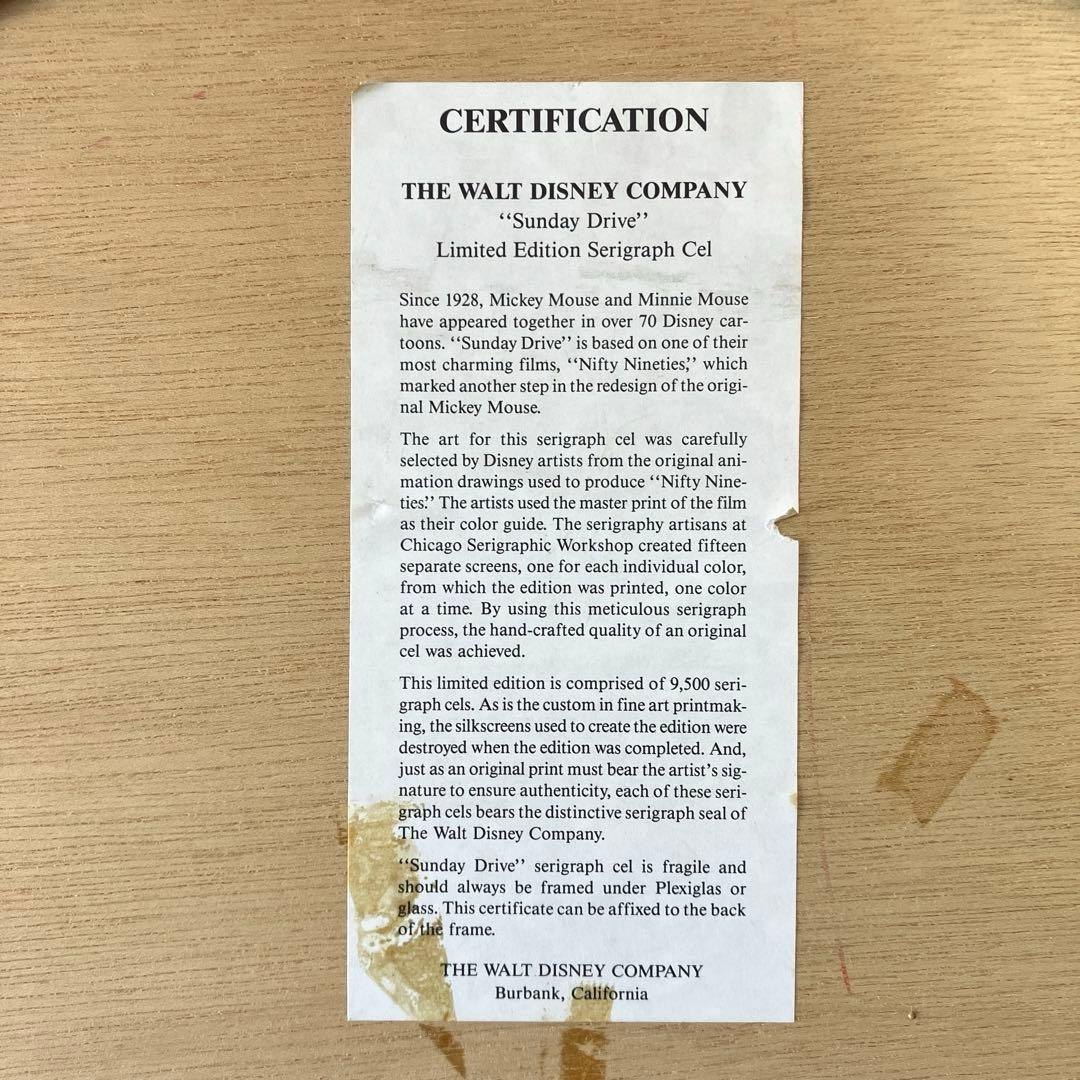 CERTIFICATION
THE WALT DISNEY COMPANY
‘‘Sunday Drive’’
Limited Edition Serigraph Cel
Since 1928, Mickey Mouse and Minnie Mouse
have appeared together in over 70 Disney car-
toons. ‘‘Sunday Drive’’ is based on one of their
most charming films, ‘‘Nifty Nineties,’’ which
marked another step in the redesign of the origi-
nal Mickey Mouse.
The art for this serigraph cel was carefully
selected by Disney artists from the original ani-
mation drawings used to produce ‘‘Nifty Nine-
ties.’’ The artists used the master print of the film
as their color guide. The serigraphy artisans at
Chicago Serigraphic Workshop created fifteen
separate screens, one for each individual color,
from which the edition was printed, one color
at a time. By using this meticulous serigraph
process, the hand-crafted quality of an original
cel was achieved.
This limited edition is comprised of 9,500 seri-
graph cels. As is the custom in fine art printmak-
ing, the silkscreens used to create the edition were
destroyed when the edition was completed. And,
just as an original print must bear the artist’s sig-
nature to ensure authenticity, each of these seri-
graph cels bears the distinctive serigraph seal of
The Walt Disney Company.
‘‘Sunday Drive’’ serigraph cel is fragile and
should always be framed under Plexiglas or
glass. This certificate can be affixed to the back
of the frame.
THE WALT DISNEY COMPANY
Burbank, California